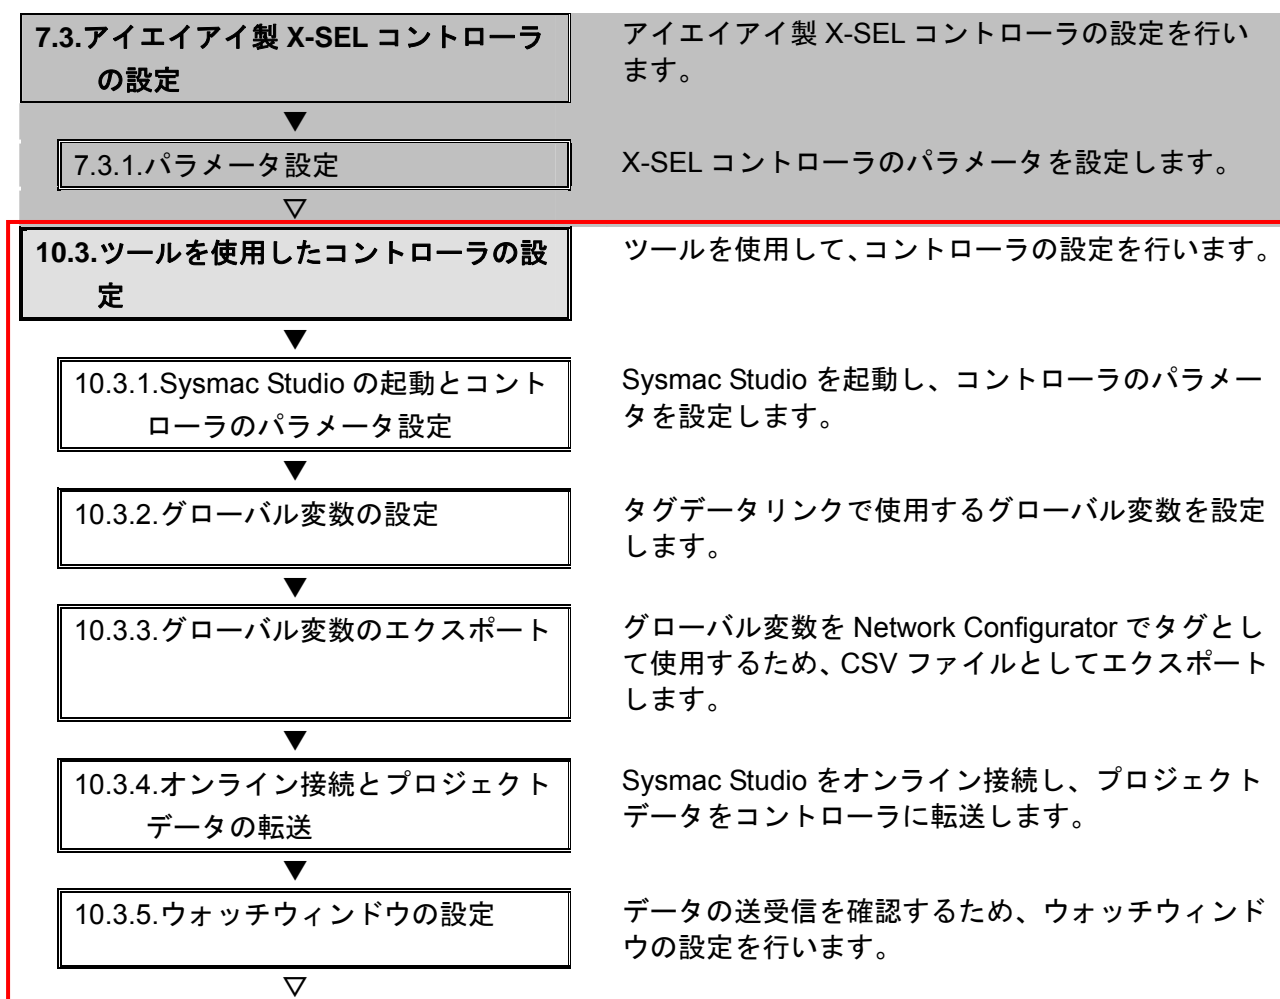 7.3.アイエイアイ製 X-SEL コントローラ
の設定
アイエイアイ製 X-SEL コントローラの設定を行い
ます。
▼
7.3.1.パラメータ設定
X-SEL コントローラのパラメータを設定します。
▽
10.3.ツールを使用したコントローラの設
定
ツールを使用して、コントローラの設定を行います。
▼
10.3.1.Sysmac Studio の起動とコント
ローラのパラメータ設定
Sysmac Studio を起動し、コントローラのパラメー
タを設定します。
▼
10.3.2.グローバル変数の設定
タグデータリンクで使用するグローバル変数を設定
します。
▼
10.3.3.グローバル変数のエクスポート
グローバル変数を Network Configurator でタグとし
て使用するため、CSV ファイルとしてエクスポート
します。
▼
10.3.4.オンライン接続とプロジェクト
データの転送
Sysmac Studio をオンライン接続し、プロジェクト
データをコントローラに転送します。
▼
10.3.5.ウォッチウィンドウの設定
データの送受信を確認するため、ウォッチウィンド
ウの設定を行います。
▽